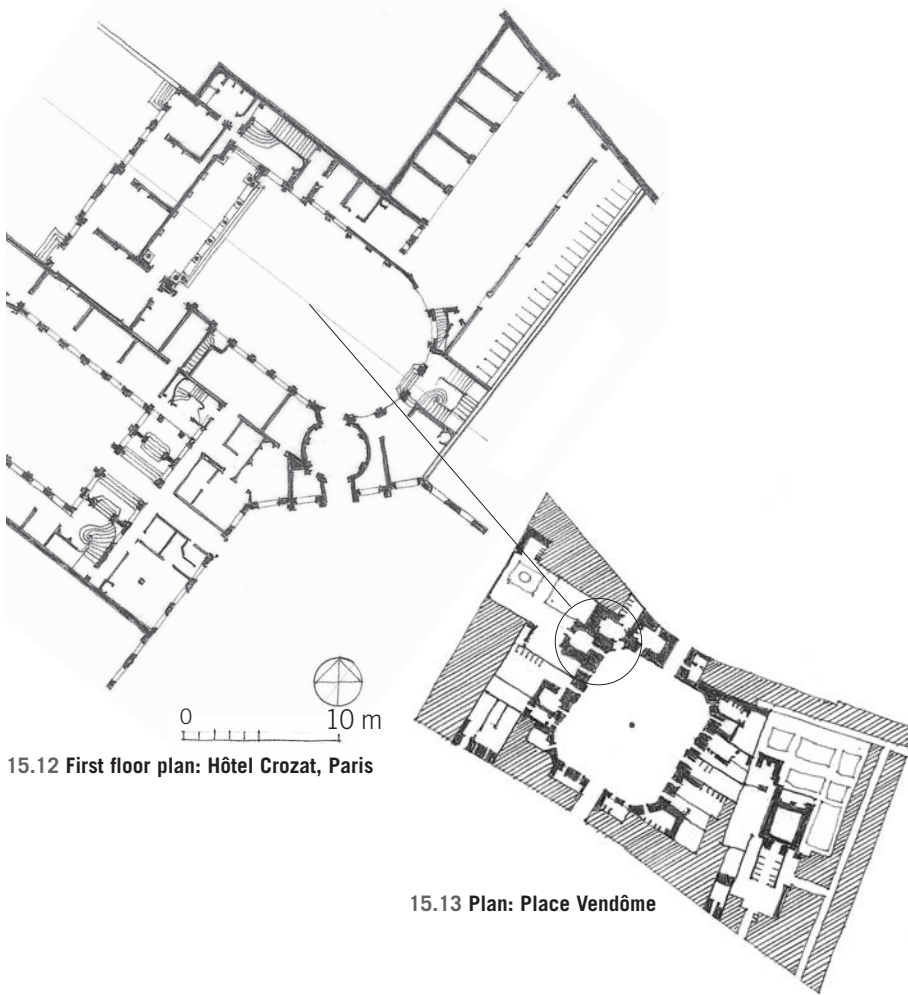 0 10 m
15.12 First floor plan: Hôtel Crozat, Paris
15.13 Plan: Place Vendôme